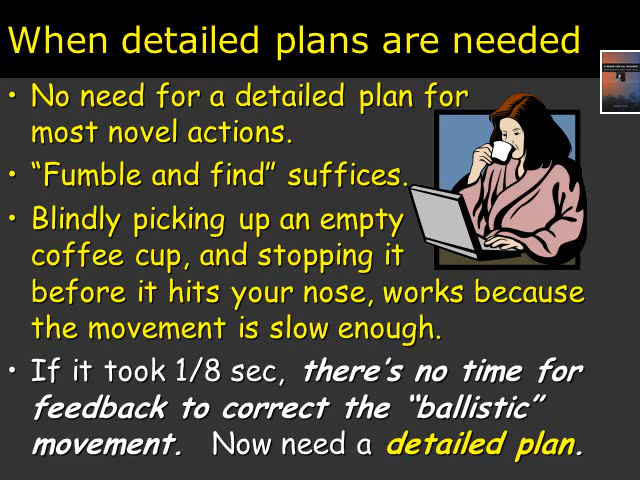 When detailed plans are needed
• No need for a detailed plan for
most novel actions.
• “Fumble and find” suffices.
• Blindly picking up an empty
coffee cup, and stopping it
before it hits your nose, works because
the movement is slow enough.
• If it took 1/8 sec, there’s no time for
feedback to correct the “ballistic”
movement. Now need a detailed plan.